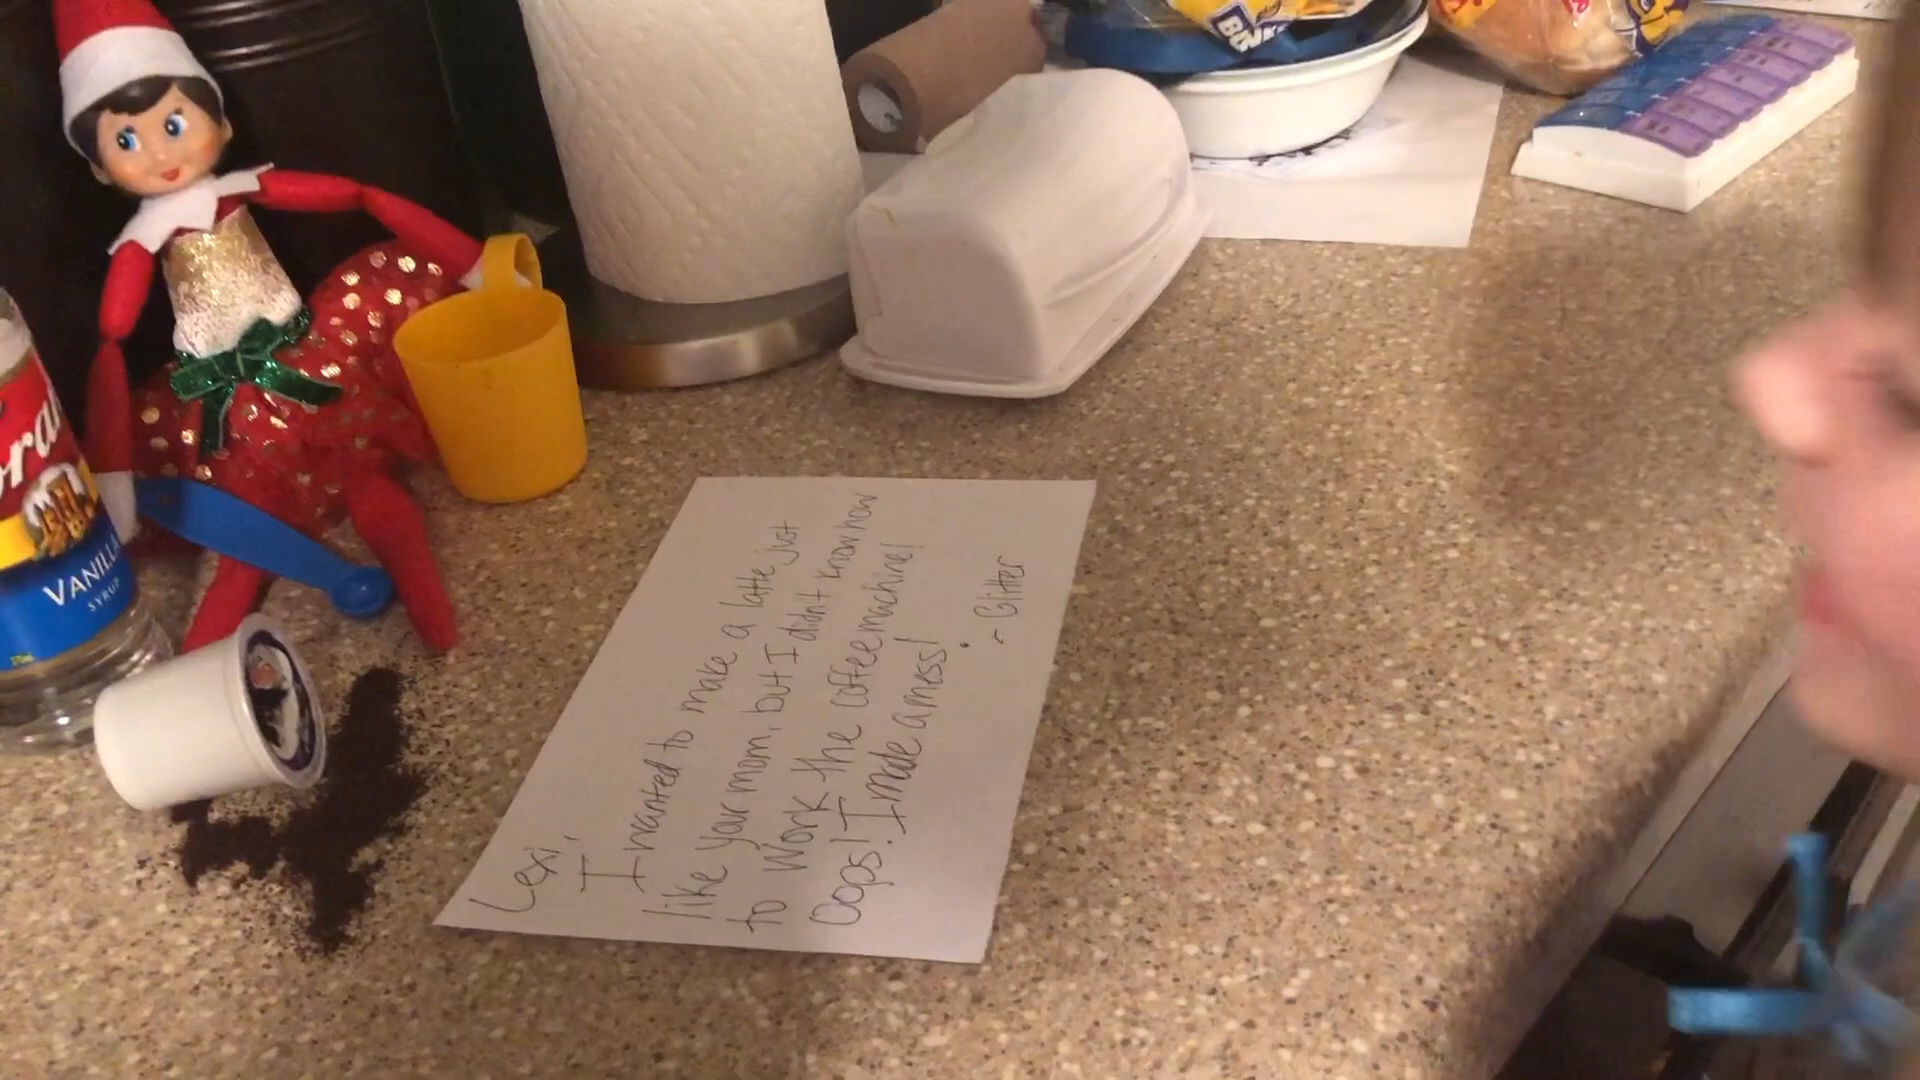 Lexi,
I wanted to make a latte just
like your mom, but I didn't know how
to work the coffee machine!
Oops! I made a mess!
- Glitter
VANILLA
SYRUP